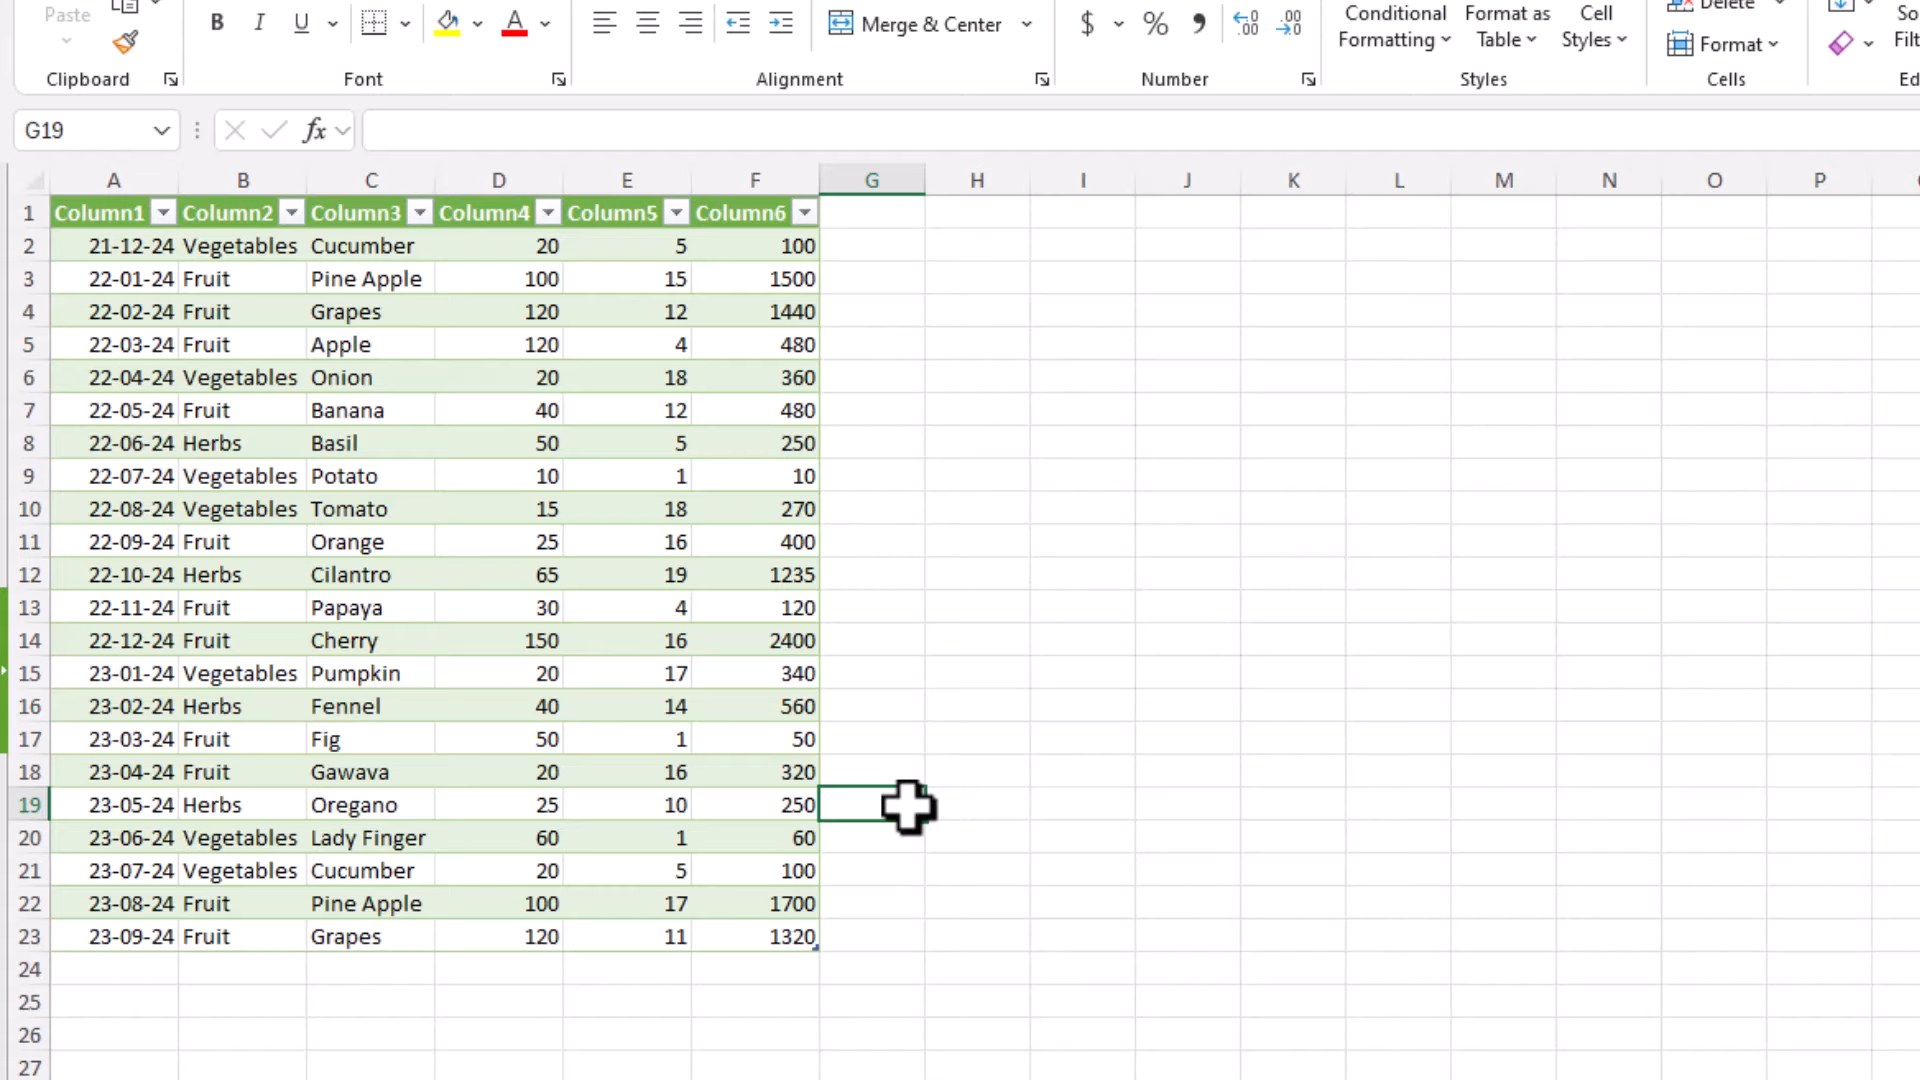 Paste
B I U A Merge & Center $ % 9 Conditional Formatting Format as Table Cell Styles Delete Format
Clipboard Font Alignment Number Styles Cells
G19 fx
A B C D E F G H I J K L M N O P
1 Column1 Column2 Column3 Column4 Column5 Column6
2 21-12-24 Vegetables Cucumber 20 5 100
3 22-01-24 Fruit Pine Apple 100 15 1500
4 22-02-24 Fruit Grapes 120 12 1440
5 22-03-24 Fruit Apple 120 4 480
6 22-04-24 Vegetables Onion 20 18 360
7 22-05-24 Fruit Banana 40 12 480
8 22-06-24 Herbs Basil 50 5 250
9 22-07-24 Vegetables Potato 10 1 10
10 22-08-24 Vegetables Tomato 15 18 270
11 22-09-24 Fruit Orange 25 16 400
12 22-10-24 Herbs Cilantro 65 19 1235
13 22-11-24 Fruit Papaya 30 4 120
14 22-12-24 Fruit Cherry 150 16 2400
15 23-01-24 Vegetables Pumpkin 20 17 340
16 23-02-24 Herbs Fennel 40 14 560
17 23-03-24 Fruit Fig 50 1 50
18 23-04-24 Fruit Gawava 20 16 320
19 23-05-24 Herbs Oregano 25 10 250
20 23-06-24 Vegetables Lady Finger 60 1 60
21 23-07-24 Vegetables Cucumber 20 5 100
22 23-08-24 Fruit Pine Apple 100 17 1700
23 23-09-24 Fruit Grapes 120 11 1320
24
25
26
27